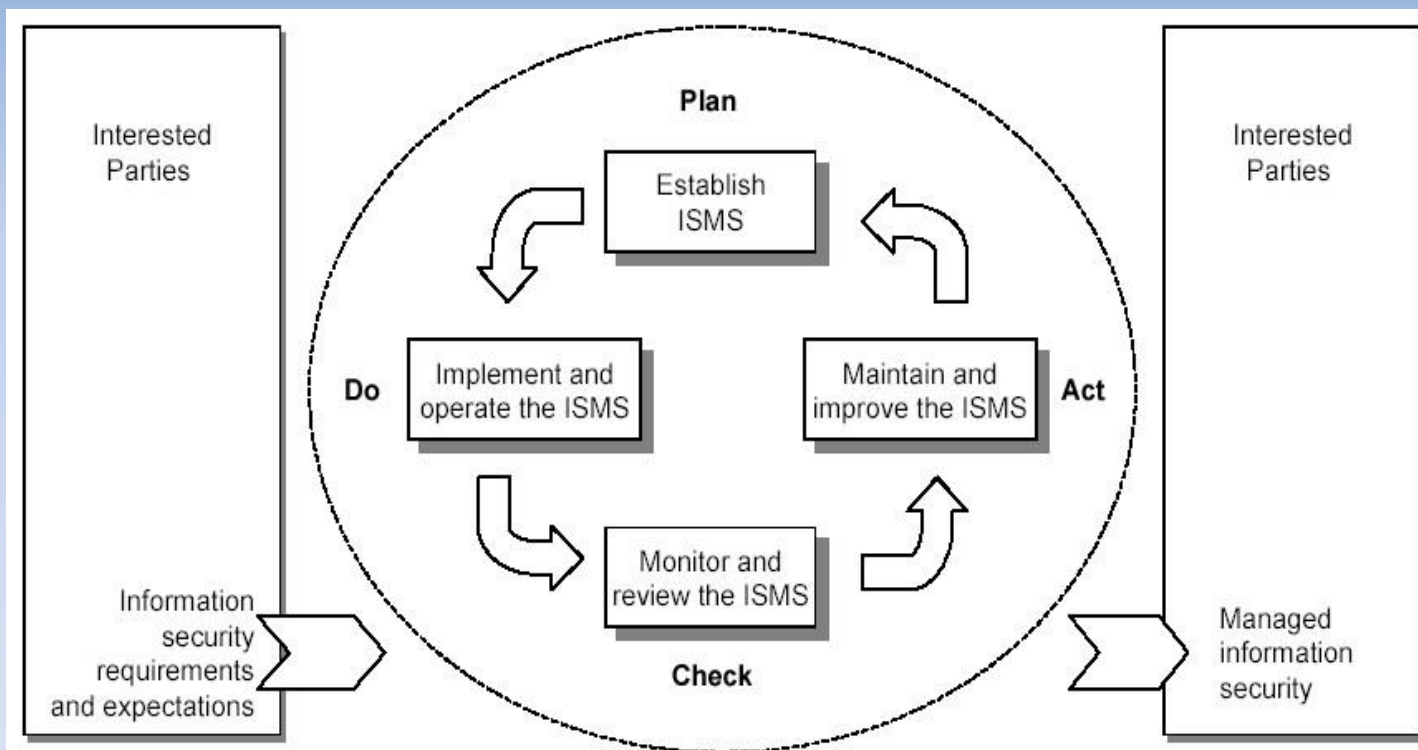 Interested
Parties
Information
security
requirements
and expectations
Plan
Establish
ISMS
Do
Implement and
operate the ISMS
Maintain and
improve the ISMS
Act
Monitor and
review the ISMS
Check
Interested
Parties
Managed
information
security